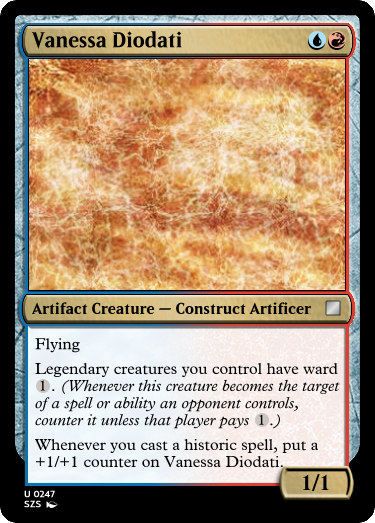 Vanessa Diodati
Artifact Creature — Construct Artificer
Flying
Legendary creatures you control have ward
1. (Whenever this creature becomes the target
of a spell or ability an opponent controls,
counter it unless that player pays 1.)
Whenever you cast a historic spell, put a
+1/+1 counter on Vanessa Diodati.
1/1
U 0247
SZS